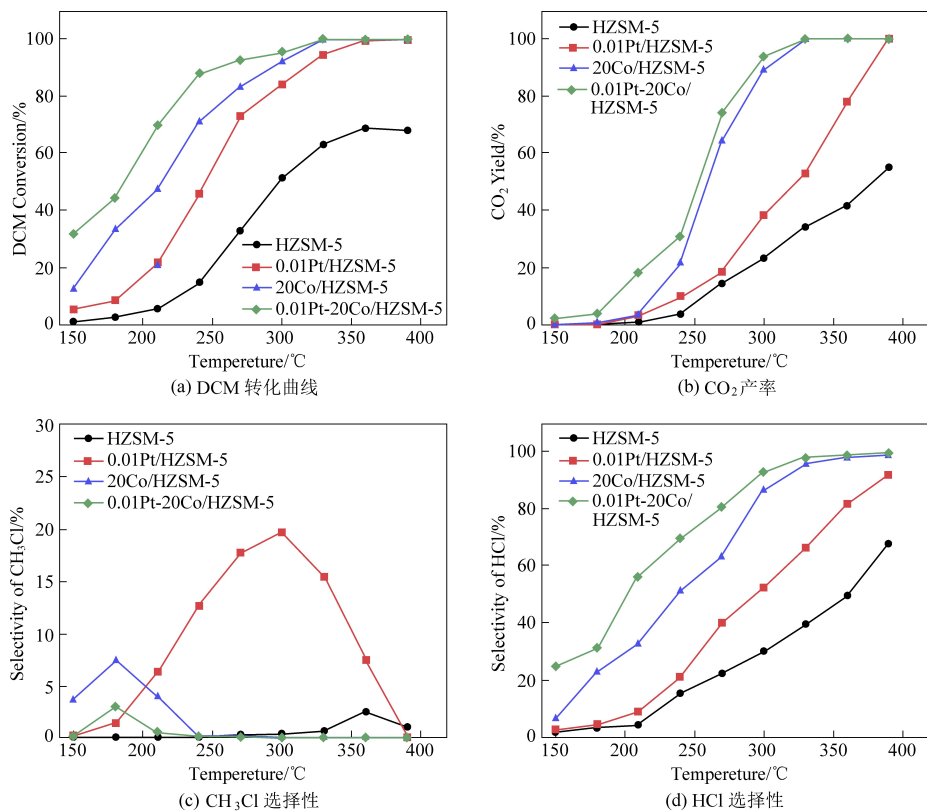 100
80
60
40
20
0
DCM Conversion/%
HZSM-5
0.01Pt/HZSM-5
20Co/HZSM-5
0.01Pt-20Co/HZSM-5
150 200 250 300 350 400
Tempereture/℃
(a) DCM 转化曲线
HZSM-5
0.01Pt/HZSM-5
20Co/HZSM-5
0.01Pt-20Co/
HZSM-5
100
80
60
40
20
0
CO₂ Yield/%
150 200 250 300 350 400
Tempereture/℃
(b) CO₂产率
30
25
20
15
10
5
0
Selectivity of CH₃Cl/%
HZSM-5
0.01Pt/HZSM-5
20Co/HZSM-5
0.01Pt-20Co/HZSM-5
150 200 250 300 350 400
Tempereture/℃
(c) CH₃Cl 选择性
100
80
60
40
20
0
Selectivity of HCl/%
HZSM-5
0.01Pt/HZSM-5
20Co/HZSM-5
0.01Pt-20Co/
HZSM-5
150 200 250 300 350 400
Tempereture/℃
(d) HCl 选择性